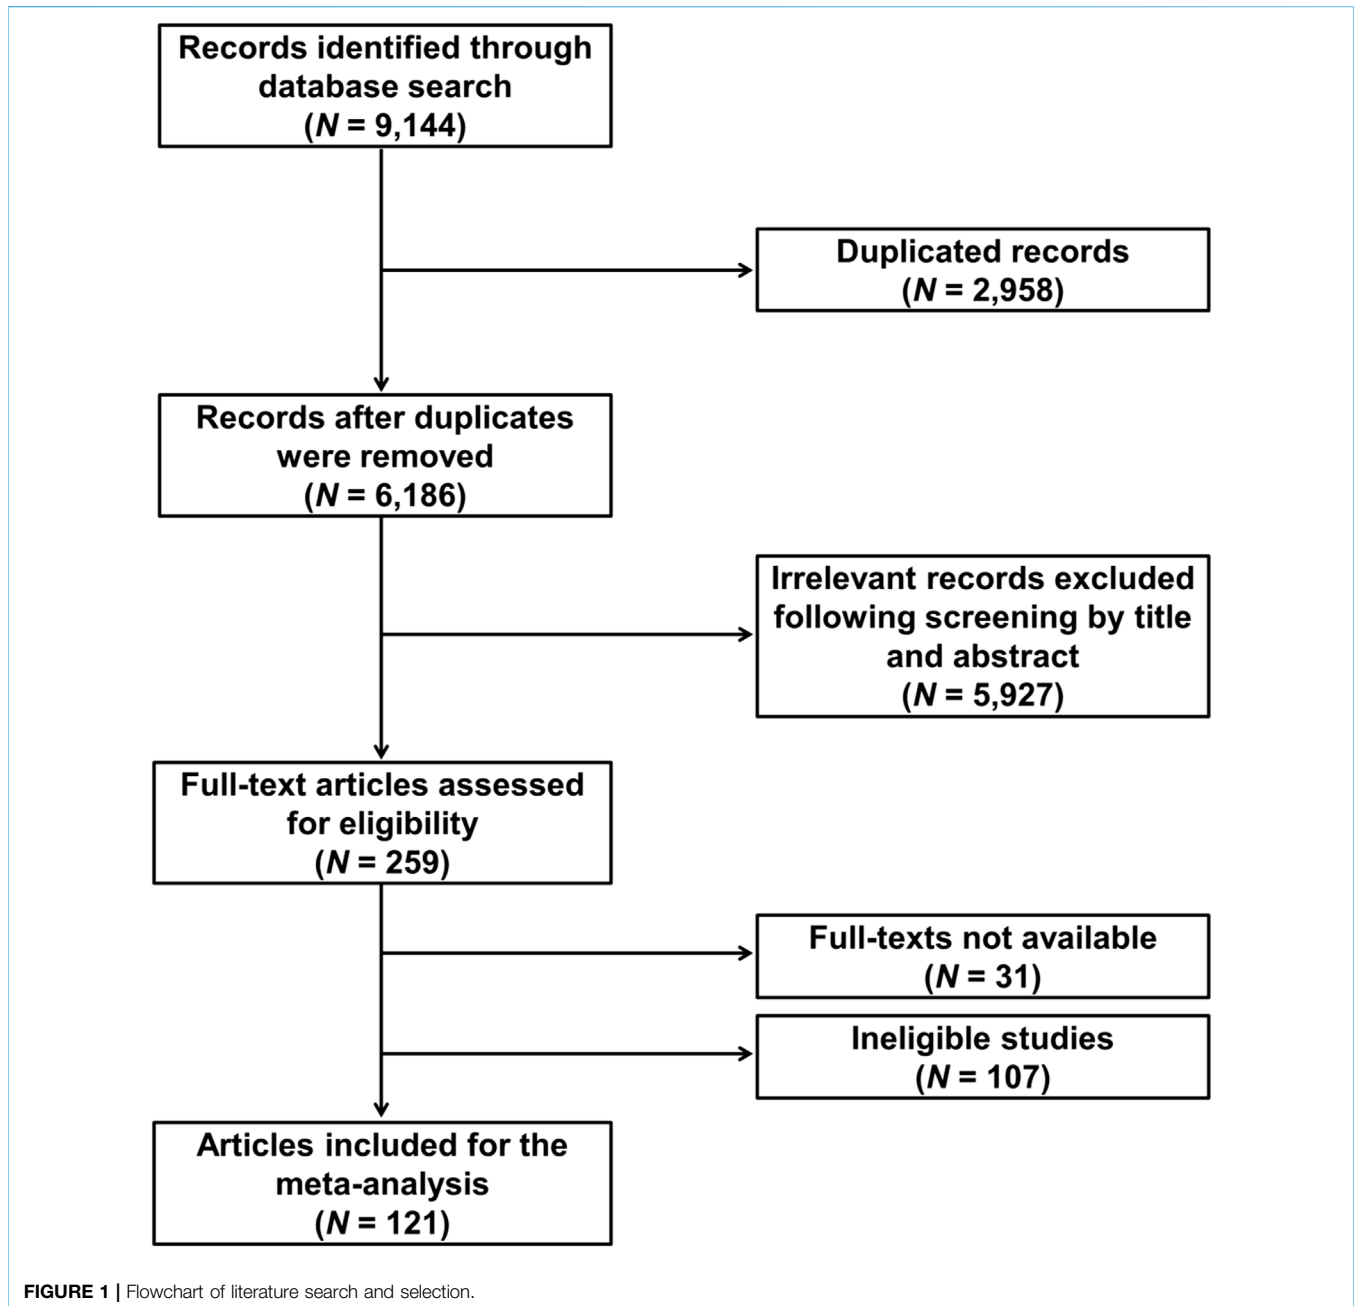 Records identified through
database search
(N = 9,144)
Duplicated records
(N = 2,958)
Records after duplicates
were removed
(N = 6,186)
Irrelevant records excluded
following screening by title
and abstract
(N = 5,927)
Full-text articles assessed
for eligibility
(N = 259)
Full-texts not available
(N = 31)
Ineligible studies
(N = 107)
Articles included for the
meta-analysis
(N = 121)
FIGURE 1 | Flowchart of literature search and selection.